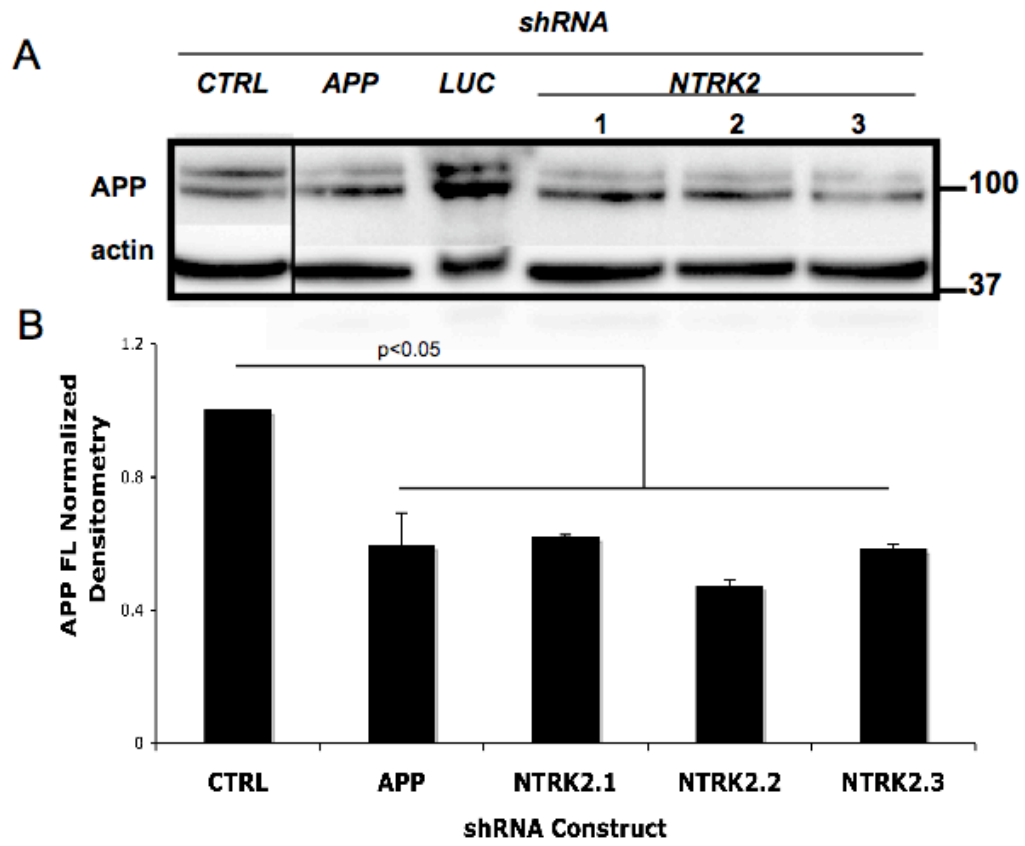 A
shRNA
CTRL APP LUC NTRK2
1 2 3
APP
100
actin
37
B
1.2
p<0.05
0.8
0.4
0
APP FL Normalized
Densitometry
CTRL APP NTRK2.1 NTRK2.2 NTRK2.3
shRNA Construct